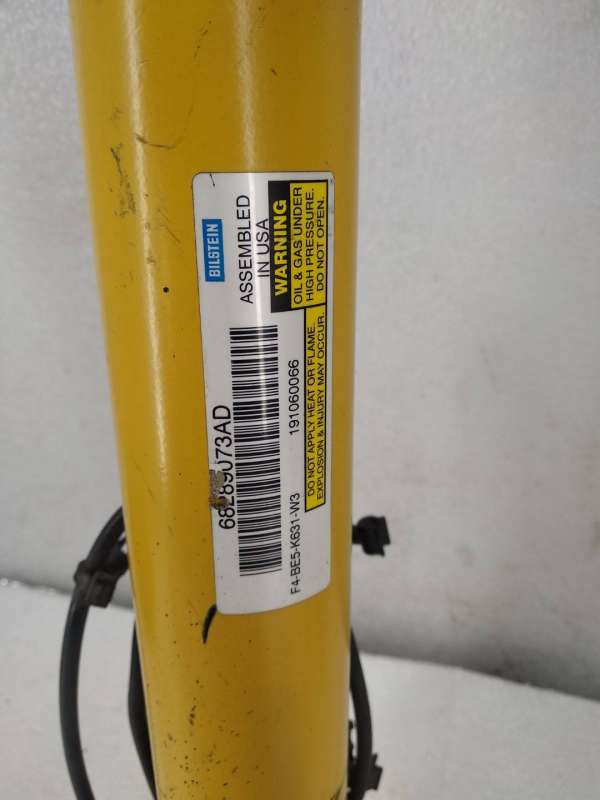 BILSTEIN
ASSEMBLED
IN USA
WARNING
OIL & GAS UNDER
HIGH PRESSURE.
DO NOT OPEN.
68289073AD
191060066
DO NOT APPLY HEAT OR FLAME.
EXPLOSION & INJURY MAY OCCUR.
F4-BE5-K631-W3